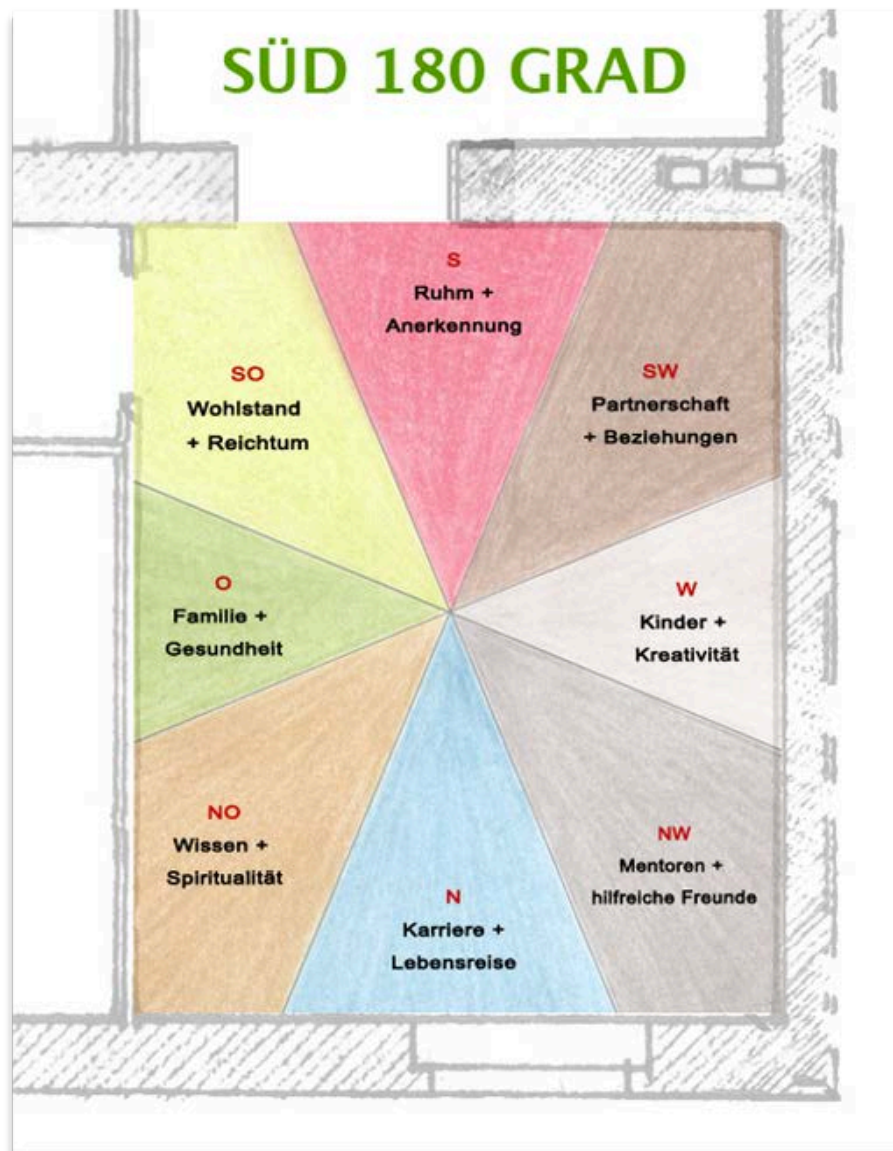 SÜD 180 GRAD
S
Ruhm +
Anerkennung
SO
Wohlstand
+ Reichtum
SW
Partnerschaft
+ Beziehungen
O
Familie +
Gesundheit
W
Kinder +
Kreativität
NO
Wissen +
Spiritualität
N
Karriere +
Lebensreise
NW
Mentoren +
hilfreiche Freunde